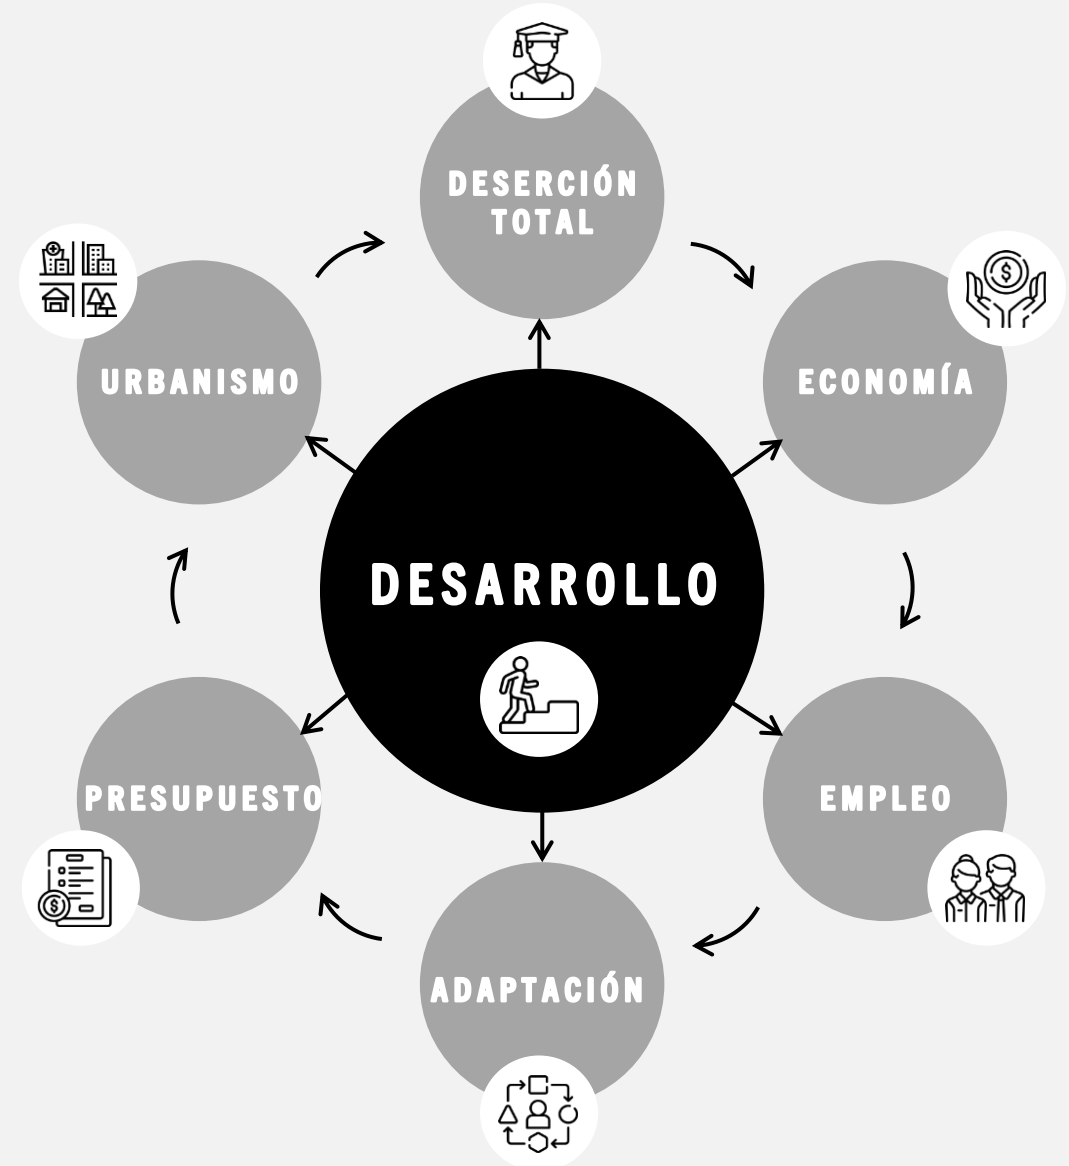 DESERCIÓN
TOTAL
URBANISMO
ECONOMÍA
DESARROLLO
PRESUPUESTO
EMPLEO
ADAPTACIÓN
$
$